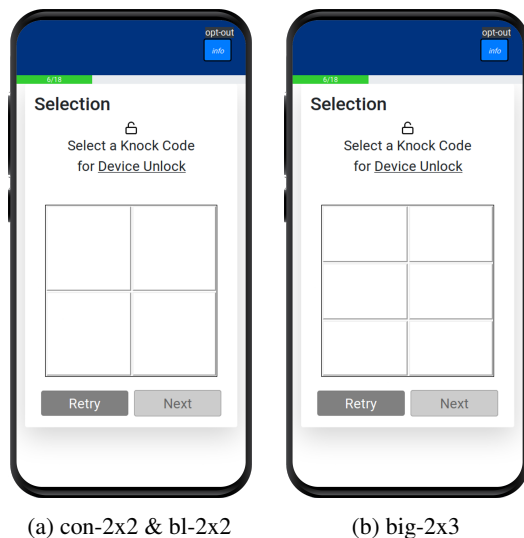 opt-out
info
6/18
Selection
Select a Knock Code
for Device Unlock
Retry Next
(a) con-2x2 & bl-2x2
opt-out
info
6/18
Selection
Select a Knock Code
for Device Unlock
Retry Next
(b) big-2x3